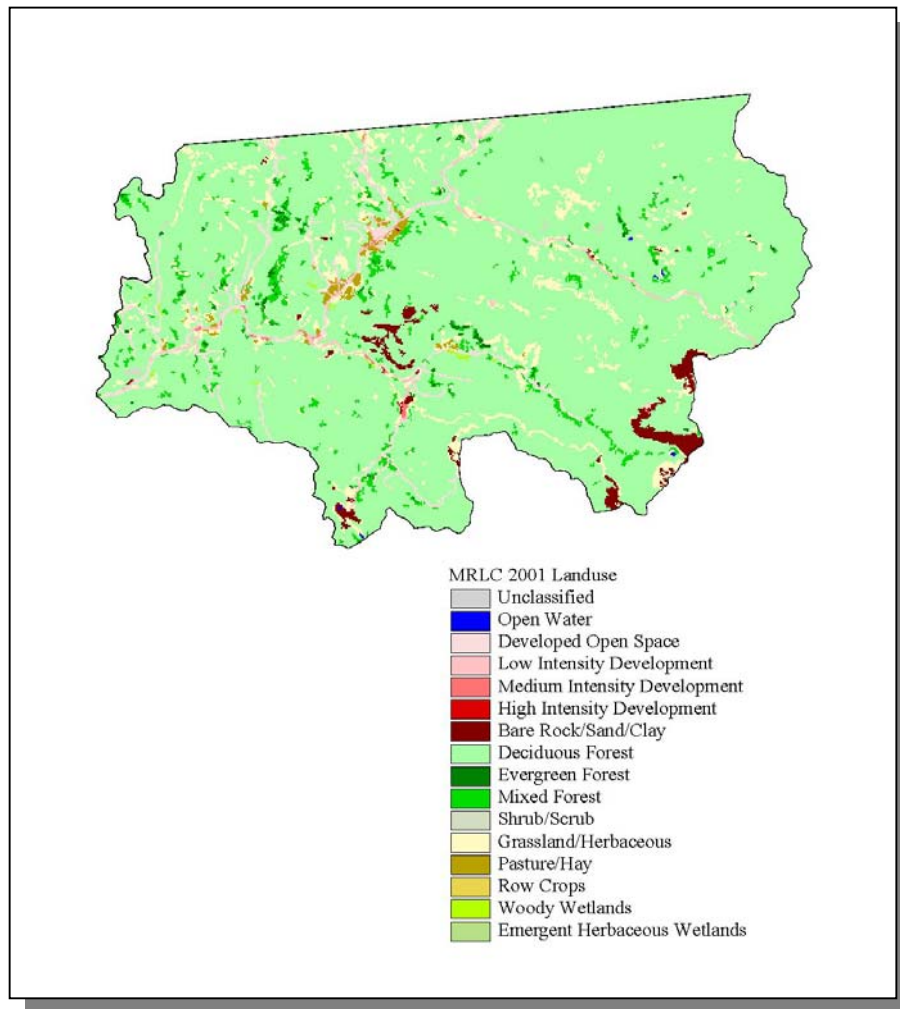 MRLC 2001 Landuse
Unclassified
Open Water
Developed Open Space
Low Intensity Development
Medium Intensity Development
High Intensity Development
Bare Rock/Sand/Clay
Deciduous Forest
Evergreen Forest
Mixed Forest
Shrub/Scrub
Grassland/Herbaceous
Pasture/Hay
Row Crops
Woody Wetlands
Emergent Herbaceous Wetlands